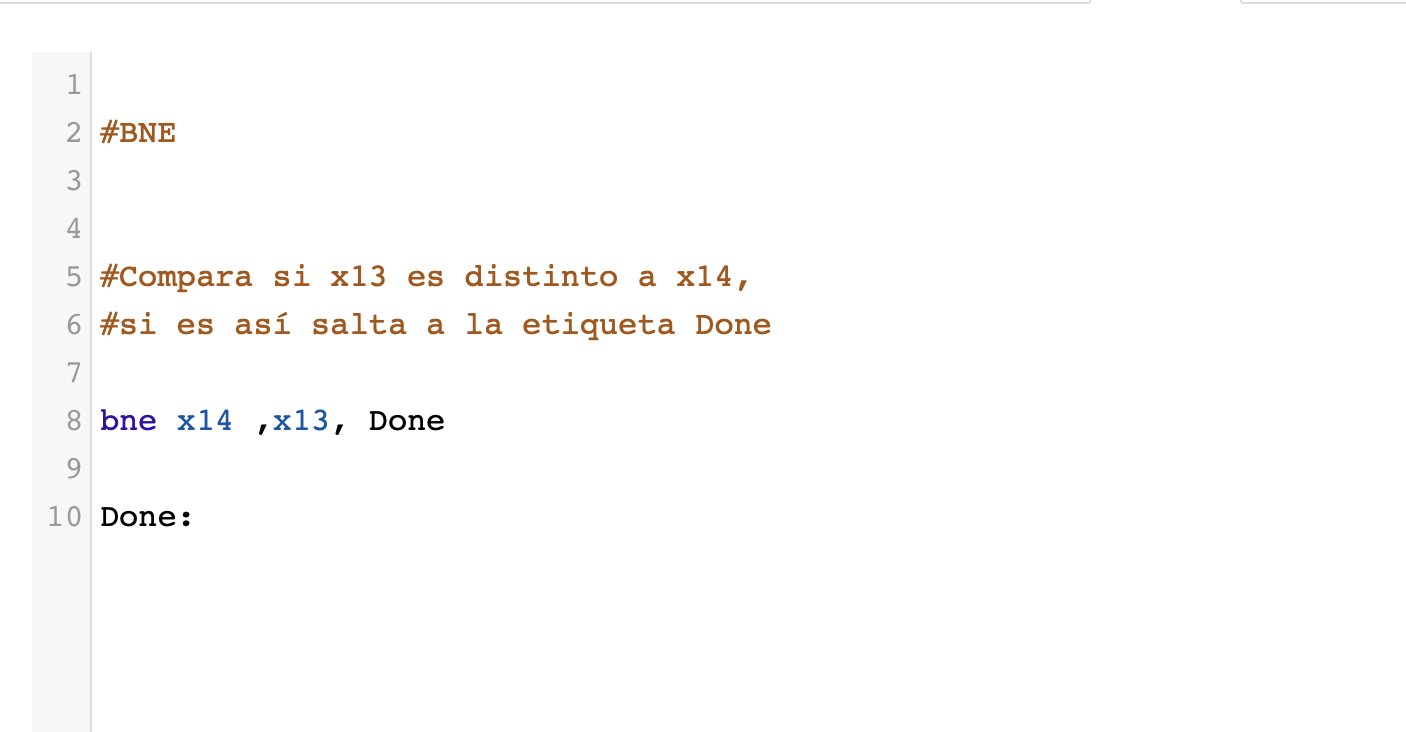 1
2 #BNE
3
4
5 #Compara si x13 es distinto a x14,
6 #si es así salta a la etiqueta Done
7
8 bne x14 ,x13, Done
9
10 Done: